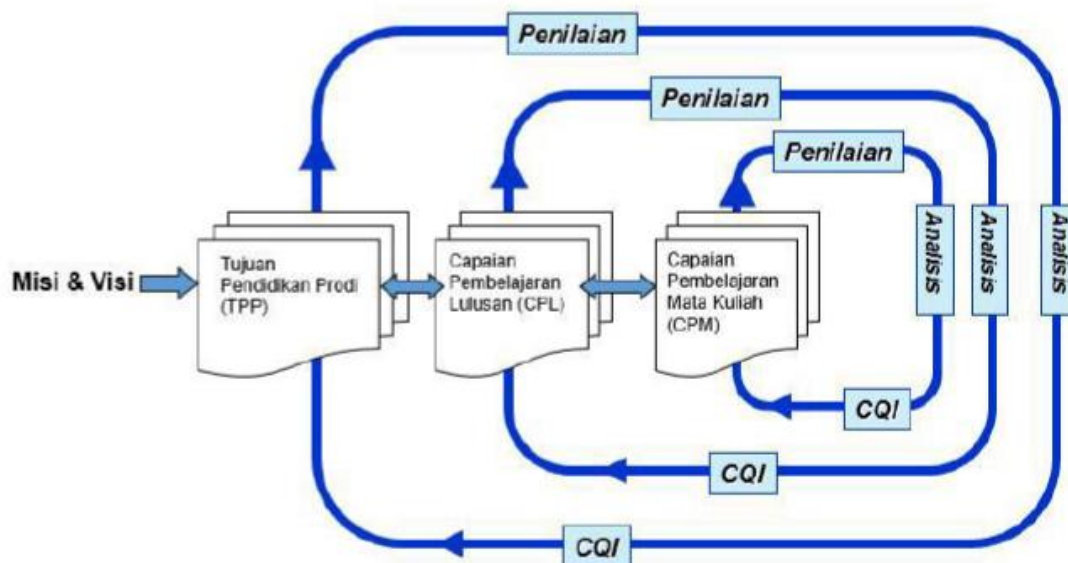 Penilaian
Penilaian
Penilaian
Misi & Visi
Tujuan
Pendidikan Prodi
(TPP)
Capaian
Pembelajaran
Lulusan (CPL)
Capaian
Pembelajaran
Mata Kuliah
(CPM)
Analisis
Analisis
Analisis
CQI
CQI
CQI